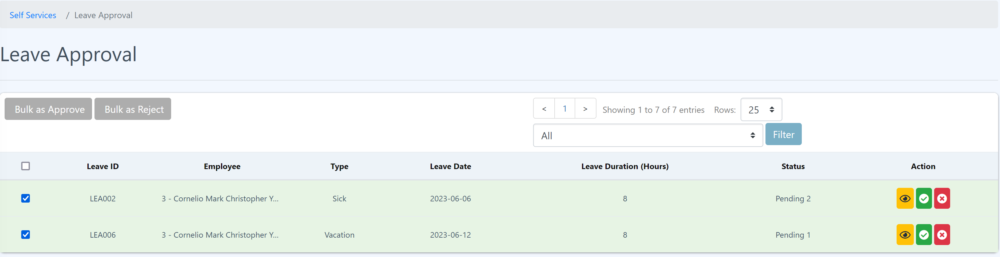 Self Services / Leave Approval
Leave Approval
Bulk as Approve Bulk as Reject < 1 > Showing 1 to 7 of 7 entries Rows: 25
All Filter
Leave ID Employee Type Leave Date Leave Duration (Hours) Status Action
LEA002 3 - Cornelio Mark Christopher Y... Sick 2023-06-06 8 Pending 2
LEA006 3 - Cornelio Mark Christopher Y... Vacation 2023-06-12 8 Pending 1